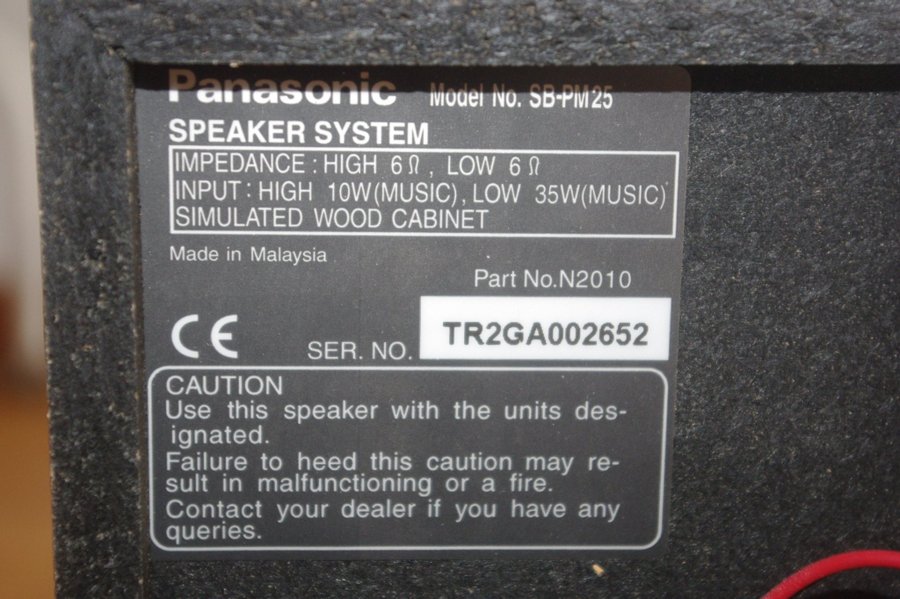 Panasonic Model No. SB-PM25
SPEAKER SYSTEM
IMPEDANCE : HIGH 6Ω, LOW 6Ω
INPUT : HIGH 10W(MUSIC), LOW 35W(MUSIC)
SIMULATED WOOD CABINET
Made in Malaysia
Part No.N2010
CE
SER. NO. TR2GA002652
CAUTION
Use this speaker with the units des-
ignated.
Failure to heed this caution may re-
sult in malfunctioning or a fire.
Contact your dealer if you have any
queries.